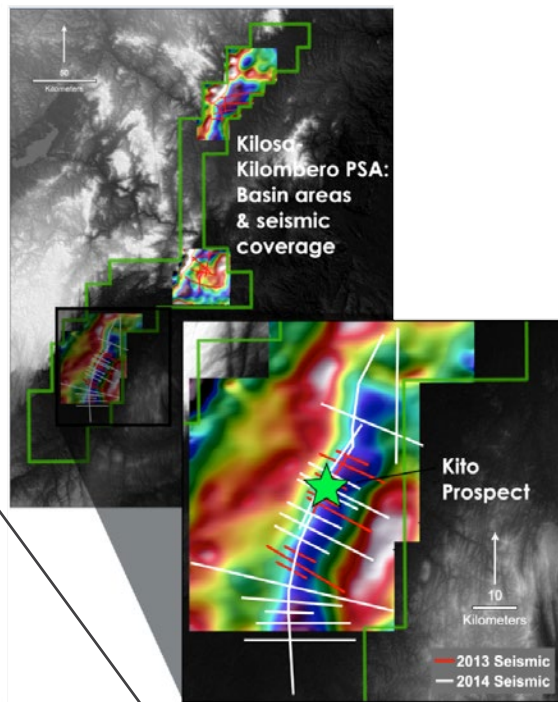 80
Kilometers
Kilosa-
Kilombero PSA:
Basin areas
& seismic
coverage
Kito
Prospect
10
Kilometers
2013 Seismic
2014 Seismic